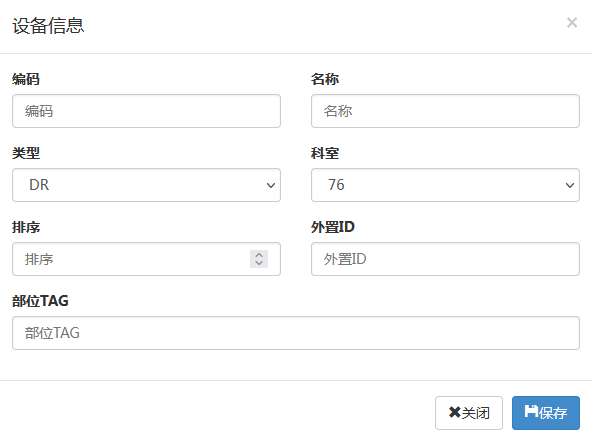 设备信息 ×
编码 名称
编码 名称
类型 科室
DR 76
排序 外置ID
排序 外置ID
部位TAG
部位TAG
✖关闭 保存